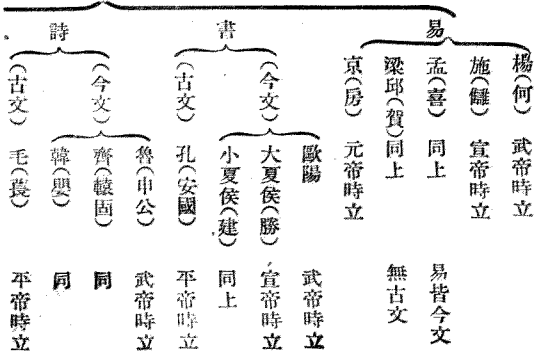 易
楊(何) 武帝時立
施(讎) 宣帝時立
孟(喜) 同上 易皆今文
梁邱(賀)同上 無古文
京(房) 元帝時立
書
(今文)
歐陽 武帝時立
大夏侯(勝) 宣帝時立
小夏侯(建) 同上
(古文)
孔(安國) 平帝時立
詩
(今文)
魯(申公) 武帝時立
齊(轅固) 同
韓(嬰) 同
(古文)
毛(萇) 平帝時立